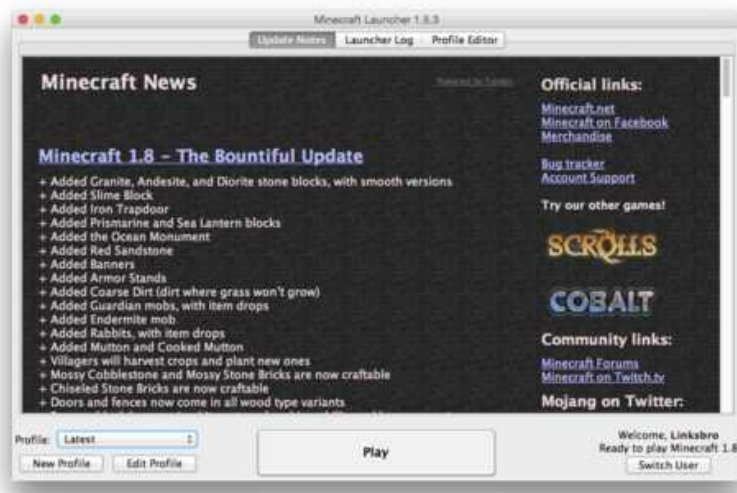 Minecraft Launcher 1.5.3
Update Notes
Launcher Log
Profile Editor
Minecraft News
Powered by Tumblr
Minecraft 1.8 – The Bountiful Update
+ Added Granite, Andesite, and Diorite stone blocks, with smooth versions
+ Added Slime Block
+ Added Iron Trapdoor
+ Added Prismarine and Sea Lantern blocks
+ Added the Ocean Monument
+ Added Red Sandstone
+ Added Banners
+ Added Armor Stands
+ Added Coarse Dirt (dirt where grass won't grow)
+ Added Guardian mobs, with item drops
+ Added Endermite mob
+ Added Rabbits, with item drops
+ Added Mutton and Cooked Mutton
+ Villagers will harvest crops and plant new ones
+ Mossy Cobblestone and Mossy Stone Bricks are now craftable
+ Chiseled Stone Bricks are now craftable
+ Doors and fences now come in all wood type variants
Official links:
Minecraft.net
Minecraft on Facebook
Merchandise
Bug tracker
Account Support
Try our other games!
SCROLLS
COBALT
Community links:
Minecraft Forums
Minecraft on Twitch.tv
Mojang on Twitter:
Profile: Latest
New Profile
Edit Profile
Play
Welcome, Linksbro
Ready to play Minecraft 1.8
Switch User